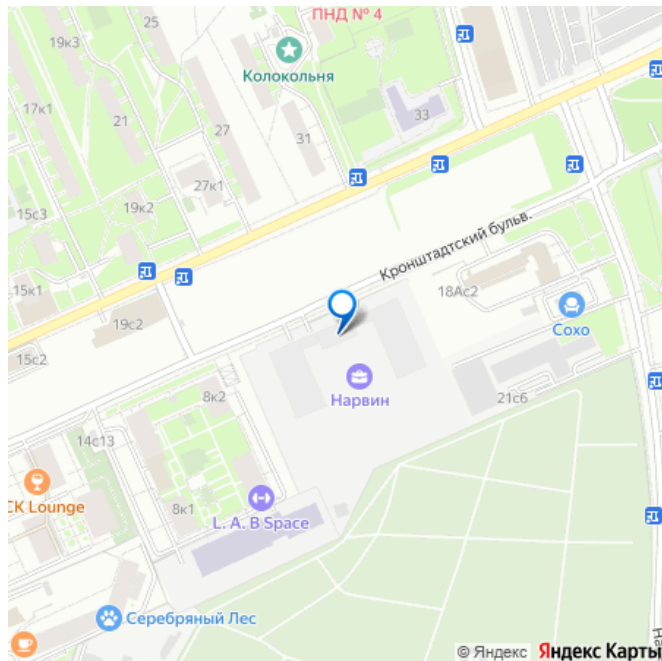 ПНД № 4
25
19к3
Колокольня
17к1
21
27
31
33
27к1
15с3
19к2
Кронштадтский бульв.
15к1
18Ас2
19с2
Сохо
15с2
Нарвин
8к2
21с6
14с13
СК Lounge
8к1
L. A. B Space
Серебряный Лес
На
© Яндекс Яндекс Карты